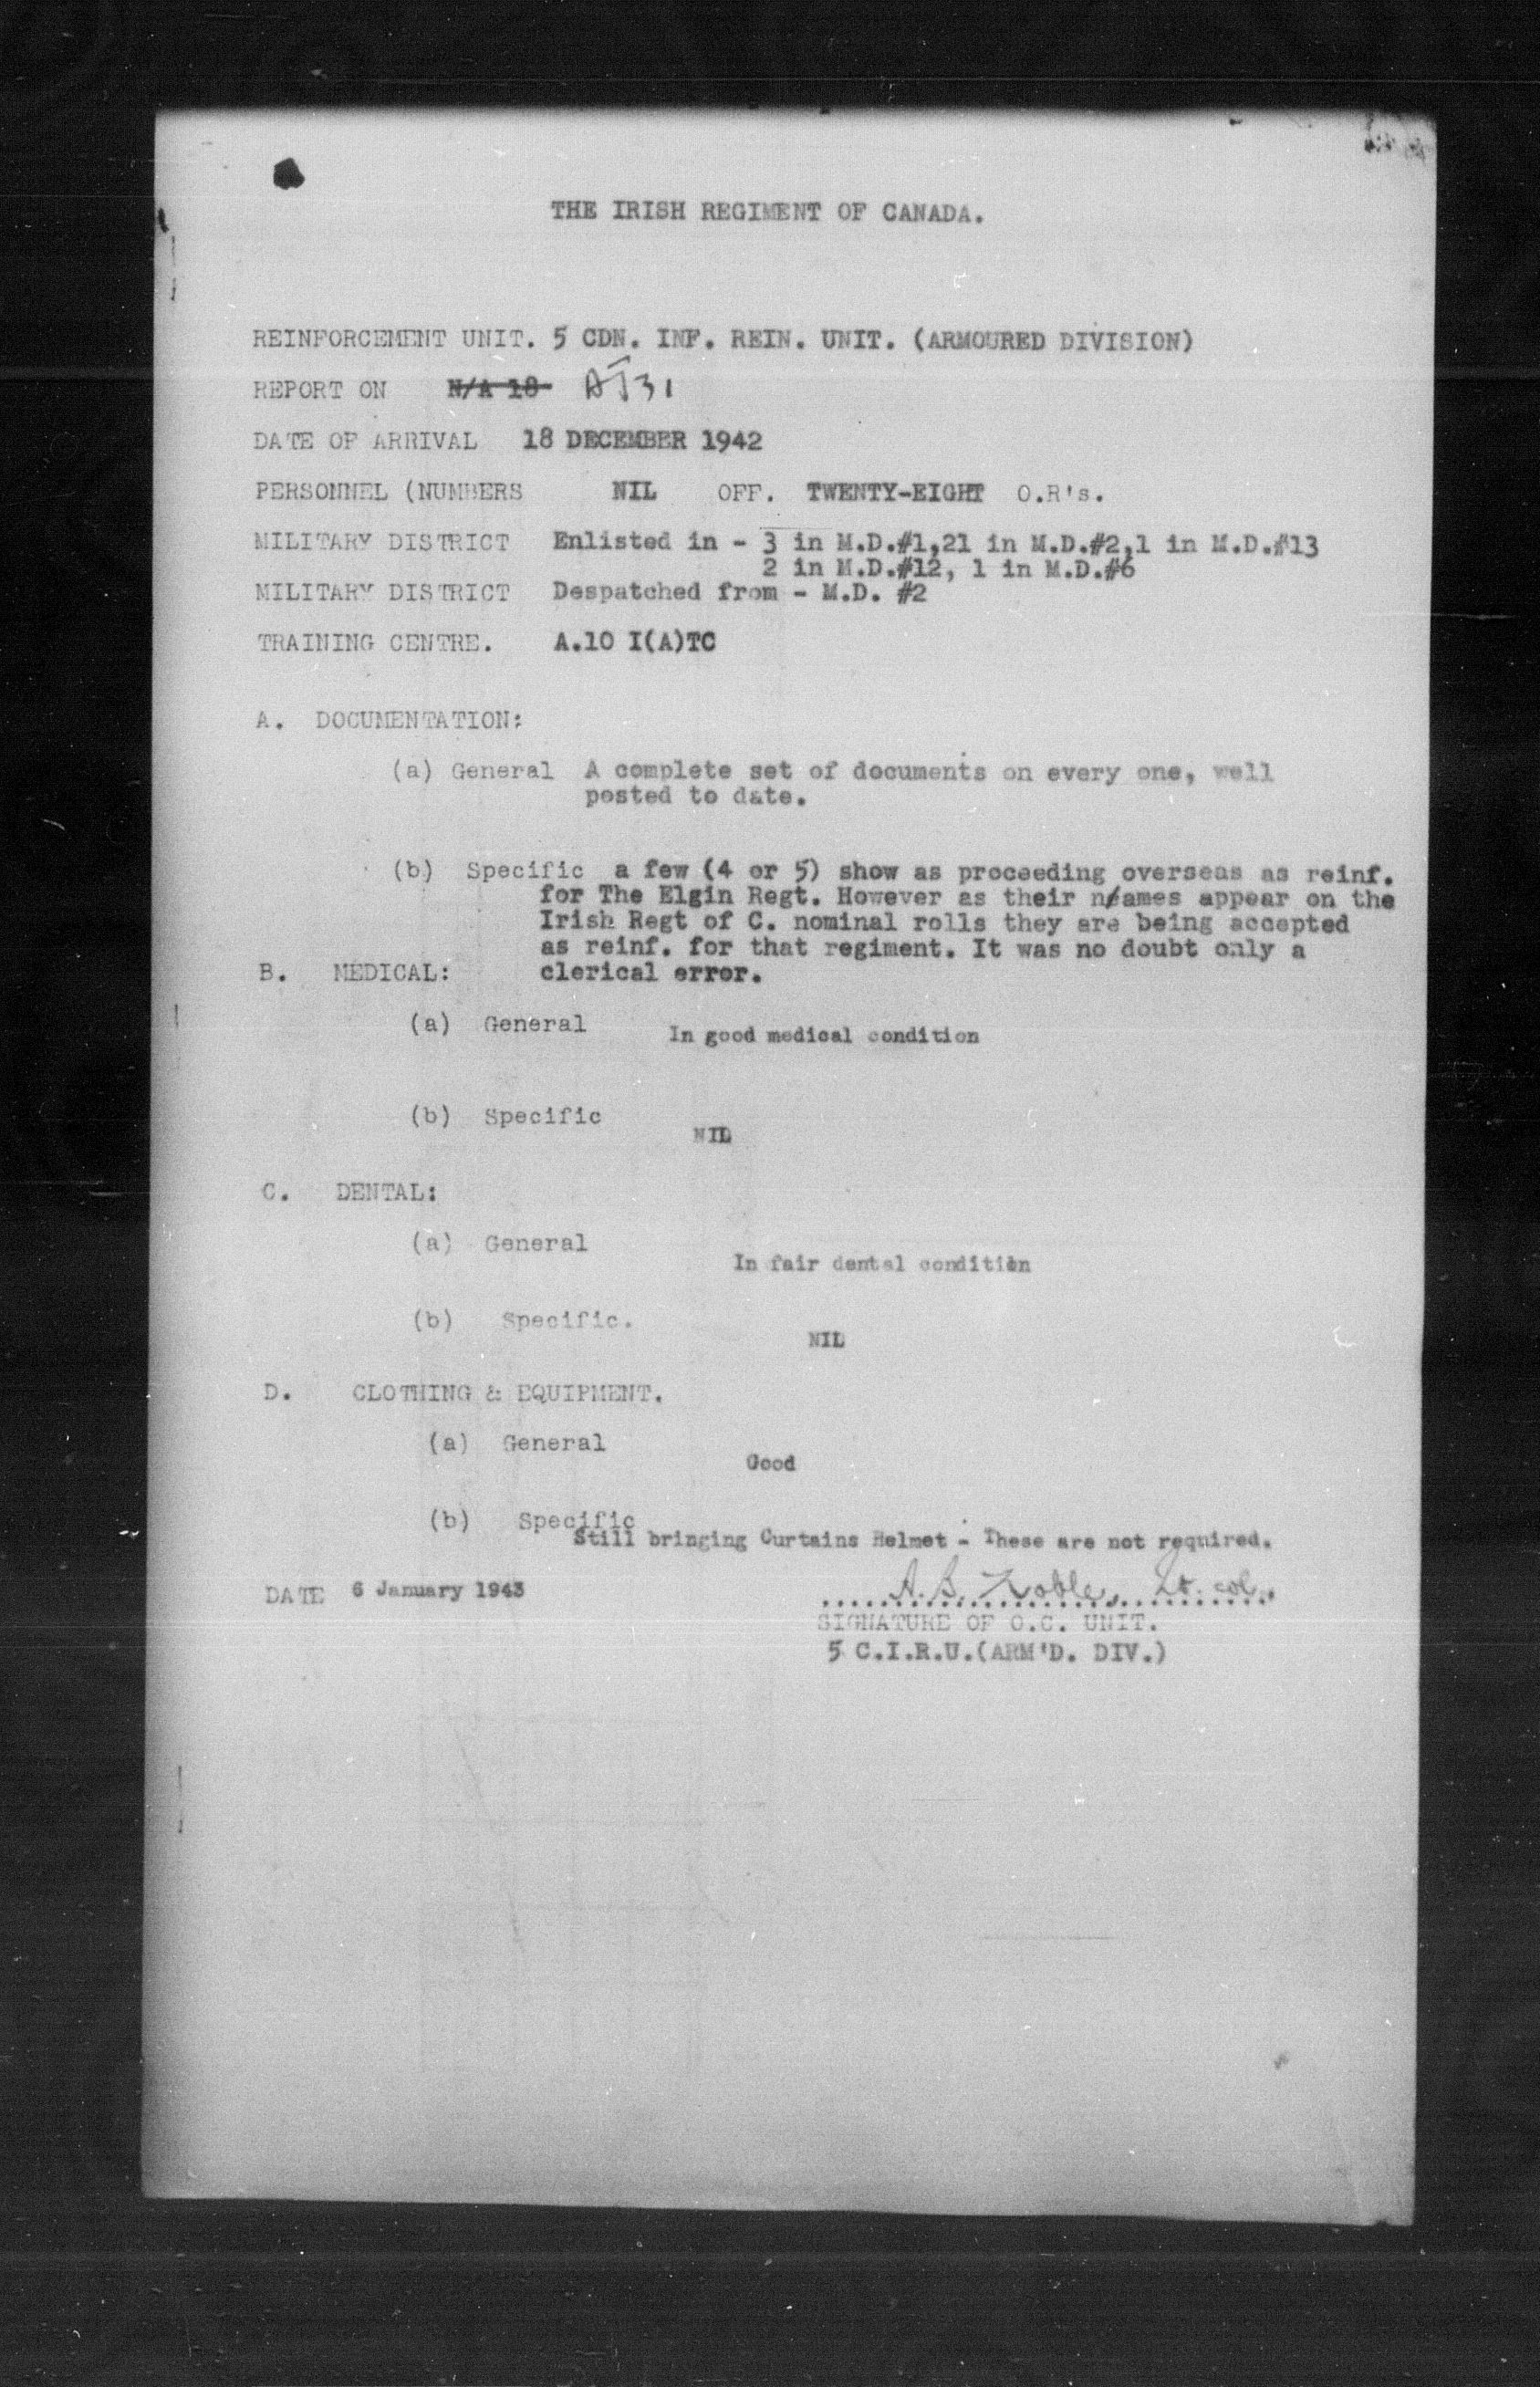 THE IRISH REGIMENT OF CANADA.
REINFORCEMENT UNIT. 5 CDN. INF. REIN. UNIT. (ARMOURED DIVISION)
REPORT ON N/A 18 AJ31
DATE OF ARRIVAL 18 DECEMBER 1942
PERSONNEL (NUMBERS NIL OFF. TWENTY-EIGHT O.R's.
MILITARY DISTRICT Enlisted in - 3 in M.D.#1,21 in M.D.#2,1 in M.D.#13
2 in M.D.#12, 1 in M.D.#6
MILITARY DISTRICT Despatched from - M.D. #2
TRAINING CENTRE. A.10 I(A)TC
A. DOCUMENTATION:
(a) General A complete set of documents on every one, well
posted to date.
(b) Specific a few (4 or 5) show as proceeding overseas as reinf.
for The Elgin Regt. However as their n/ames appear on the
Irish Regt of C. nominal rolls they are being accepted
as reinf. for that regiment. It was no doubt only a
B. MEDICAL: clerical error.
(a) General In good medical condition
(b) Specific
NIL
C. DENTAL:
(a) General
In fair dental condition
(b) Specific.
NIL
D. CLOTHING & EQUIPMENT.
(a) General
Good
(b) Specific
Still bringing Curtains Helmet - These are not required.
DATE 6 January 1943 A. B. Noble, Lt. col.
SIGNATURE OF O.C. UNIT.
5 C.I.R.U.(ARM'D. DIV.)